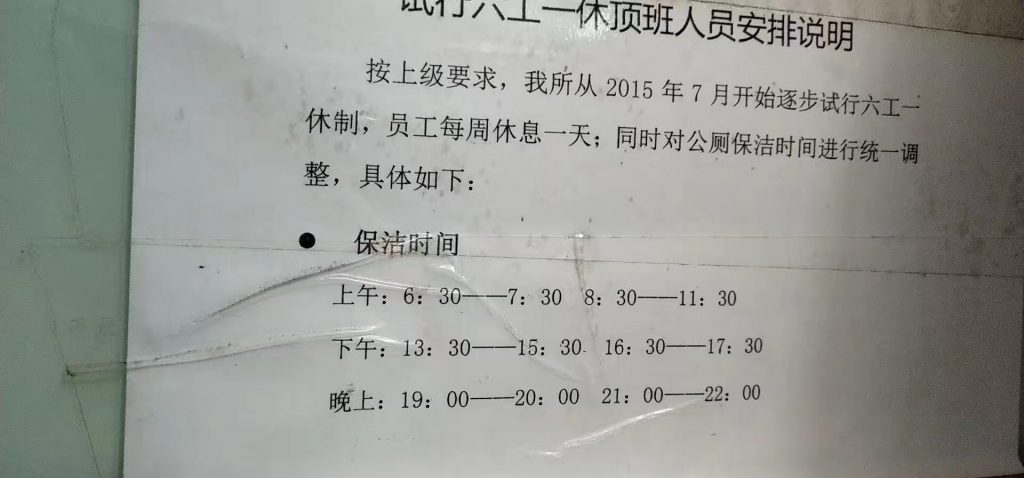 试行六工一休顶班人员安排说明
按上级要求，我所从 2015 年 7 月开始逐步试行六工一
休制，员工每周休息一天；同时对公厕保洁时间进行统一调
整，具体如下：
● 保洁时间
上午：6：30——7：30 8：30——11：30
下午：13：30——15：30 16：30——17：30
晚上：19：00——20：00 21：00——22：00